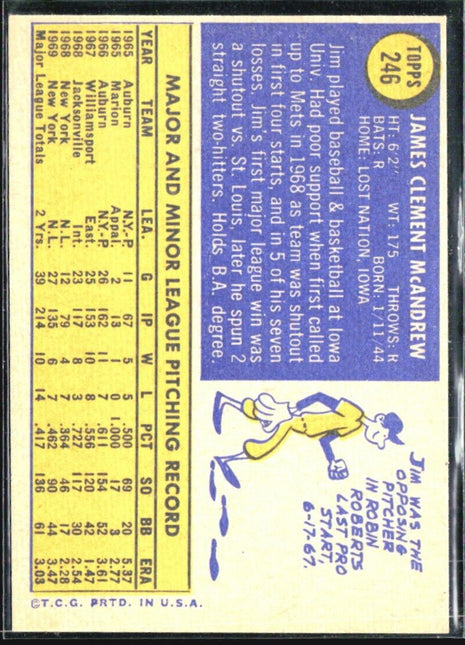 TOPPS
246
JAMES CLEMENT McANDREW
HT: 6'2" WT: 175 THROWS: R
BATS: R BORN: 1/11/44
HOME: LOST NATION, IOWA
Jim played baseball & basketball at Iowa
Univ. Had poor support when first called
up to Mets in 1968 as team was shutout
in first four starts, and in 5 of his seven
losses. Jim's first major league win was
a shutout vs. St. Louis, later he spun 2
straight two-hitters. Holds B.A. degree.
JIM WAS THE
OPPOSING
PITCHER
IN ROBIN
ROBERTS
LAST PRO
START,
6-17-67.
MAJOR AND MINOR LEAGUE PITCHING RECORD
YEAR TEAM LEA. G IP W L PCT SO BB ERA
1965 Auburn N.Y.-P 11 67 5 5 .500 69 20 5.37
1965 Marion Appal. 2 13 1 0 1.000 17 3 2.77
1966 Auburn N.Y.-P 26 162 11 7 .611 154 52 3.61
1967 Williamsport East. 25 153 10 8 .556 120 42 1.47
1968 Jacksonville Int. 23 117 8 3 .727 117 30 2.54
1968 New York N.L. 12 79 4 7 .364 46 17 2.28
1969 New York N.L. 27 135 6 7 .462 90 44 3.47
Major League Totals 2 Yrs. 39 214 10 14 .417 136 61 3.03
©T.C.G. PRTD. IN U.S.A.